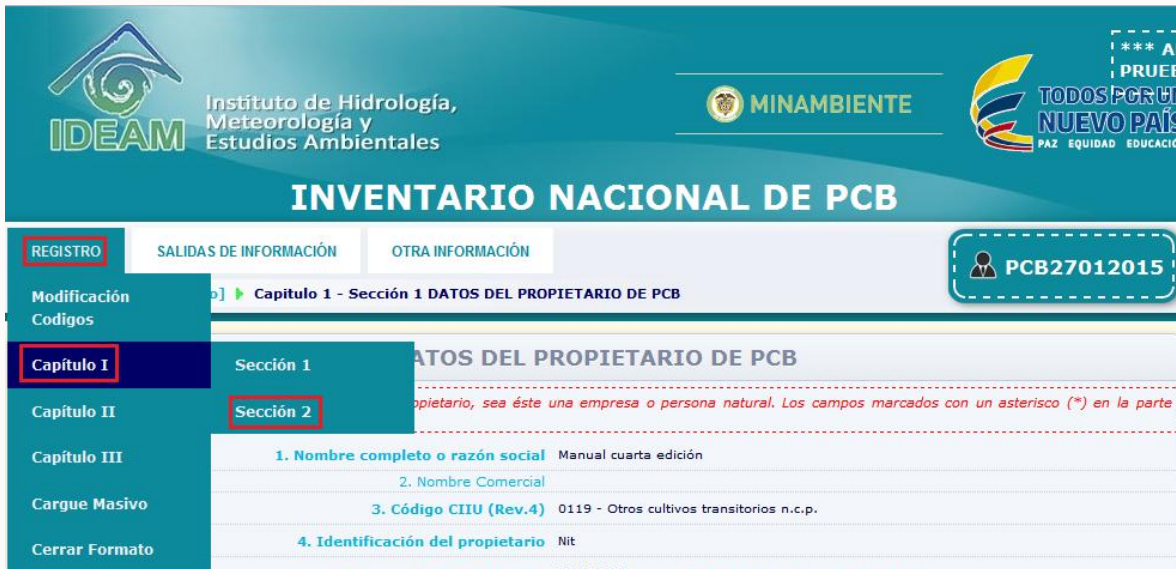 *** A
PRUEB
IDEAM
Instituto de Hidrología,
Meteorología y
Estudios Ambientales
MINAMBIENTE
TODOS POR UN
NUEVO PAÍS
PAZ EQUIDAD EDUCACIÓ
INVENTARIO NACIONAL DE PCB
REGISTRO
SALIDAS DE INFORMACIÓN
OTRA INFORMACIÓN
PCB27012015
o] Capitulo 1 - Sección 1 DATOS DEL PROPIETARIO DE PCB
Modificación
Codigos
Capítulo I
Sección 1
ATOS DEL PROPIETARIO DE PCB
Capítulo II
Sección 2
opietario, sea éste una empresa o persona natural. Los campos marcados con un asterisco (*) en la parte
Capítulo III
1. Nombre completo o razón social Manual cuarta edición
2. Nombre Comercial
Cargue Masivo
3. Código CIIU (Rev.4) 0119 - Otros cultivos transitorios n.c.p.
Cerrar Formato
4. Identificación del propietario Nit